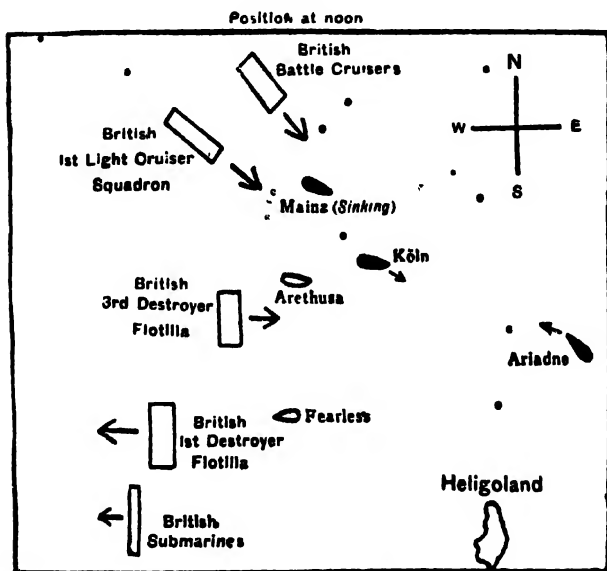 Position at noon
British
Battle Cruisers
N
W E
S
British
1st Light Cruiser
Squadron
Mainz (Sinking)
Köln
British
3rd Destroyer
Flotilla
Arethusa
Ariadne
British
1st Destroyer
Flotilla
Fearless
Heligoland
British
Submarines